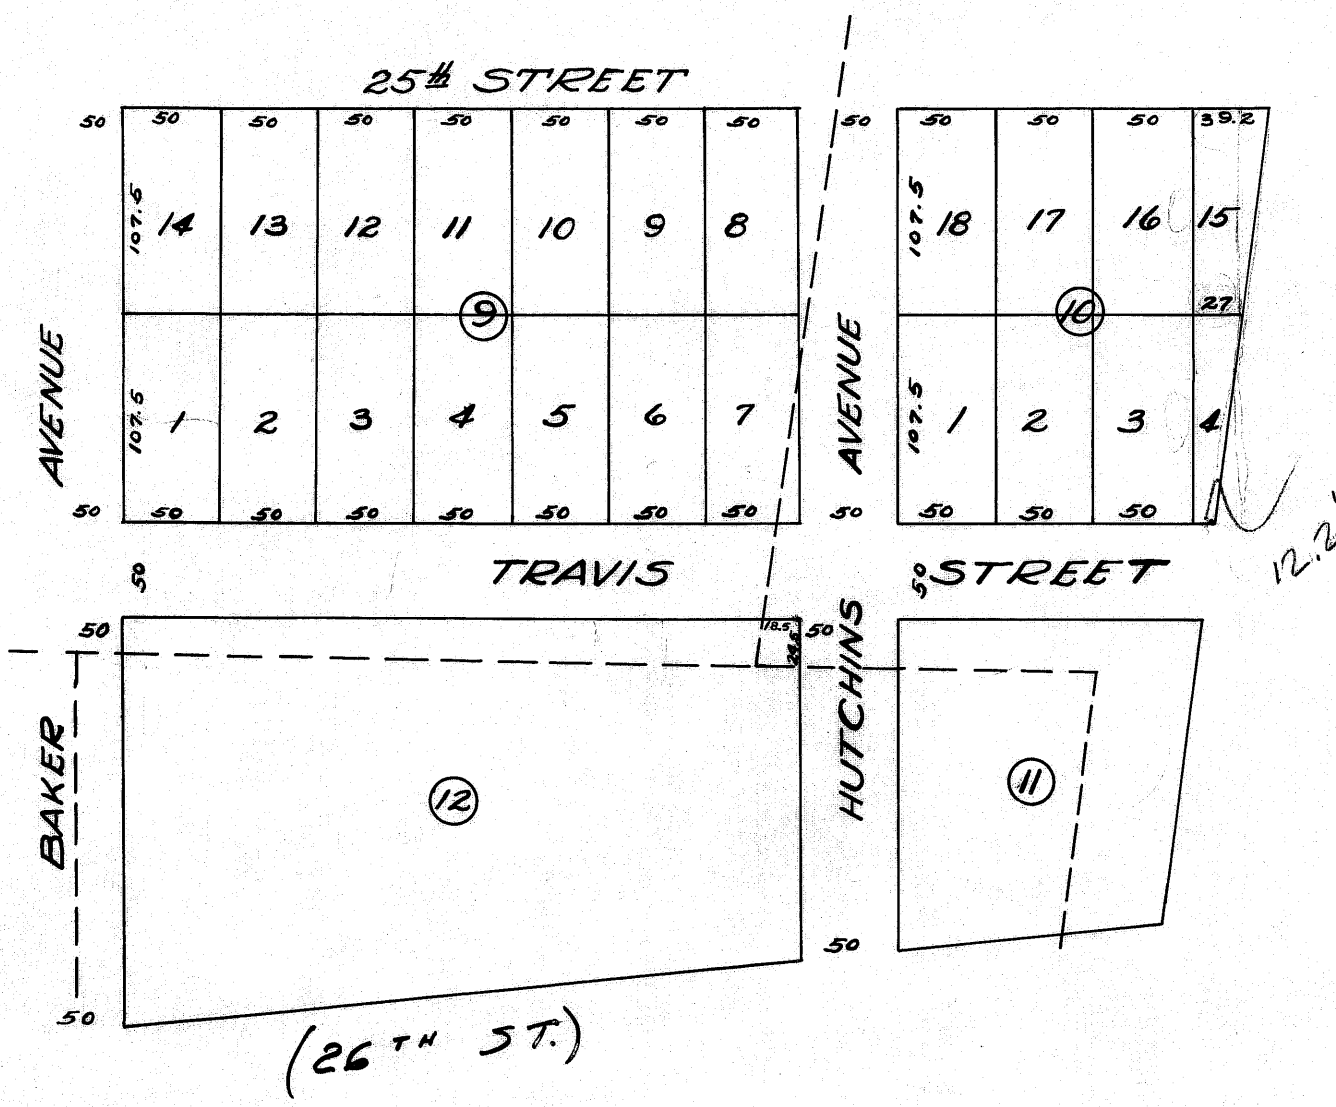 25th STREET
50 50 50 50 50 50 50 50 50 50 50 50 39.2
107.5 14 13 12 11 10 9 8 107.5 18 17 16 15
9 10 27
AVENUE AVENUE
107.5 1 2 3 4 5 6 7 107.5 1 2 3 4
50 50 50 50 50 50 50 50 50 50 50 50
12.2
50 TRAVIS 50 STREET
50 18.5 50
24.5
BAKER HUTCHINS
12 11
50
50
(26TH ST.)